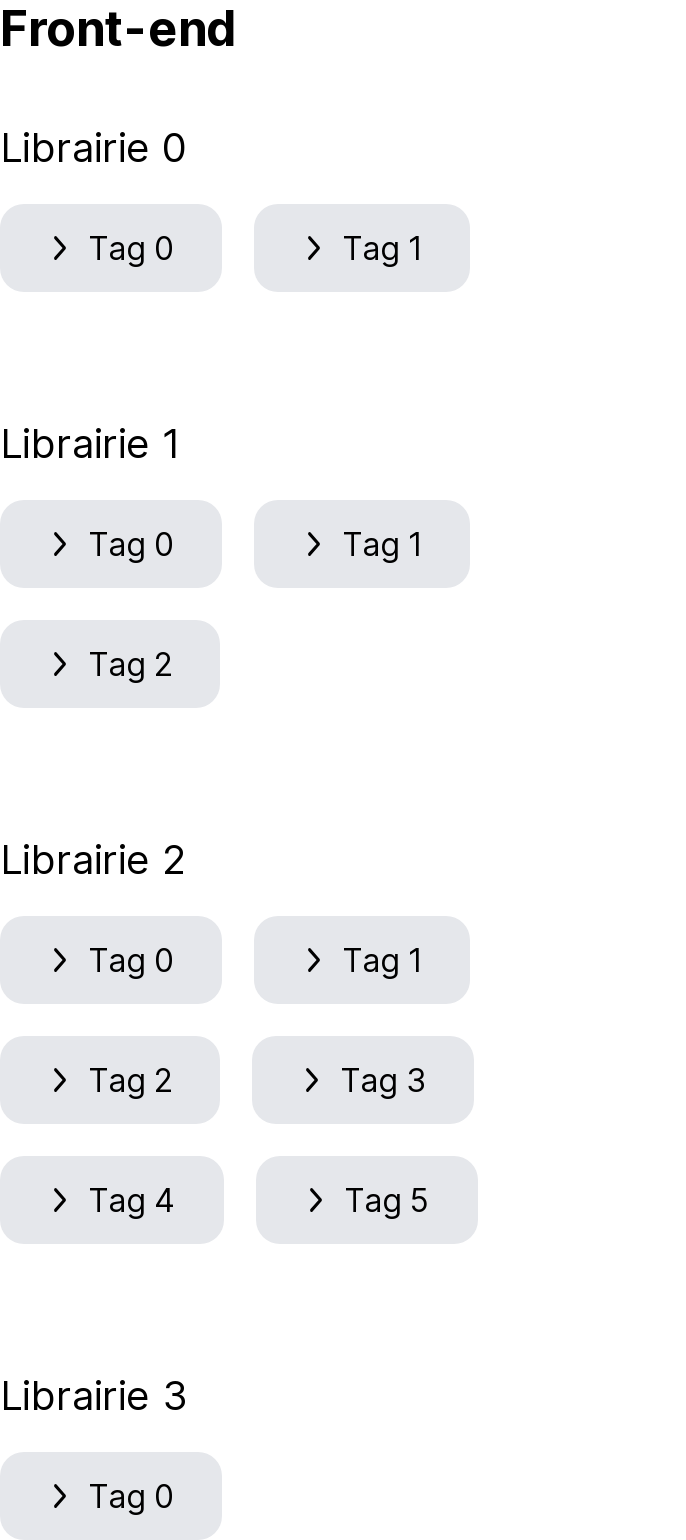 Front-end
Librairie 0
Tag 0 Tag 1
Librairie 1
Tag 0 Tag 1
Tag 2
Librairie 2
Tag 0 Tag 1
Tag 2 Tag 3
Tag 4 Tag 5
Librairie 3
Tag 0